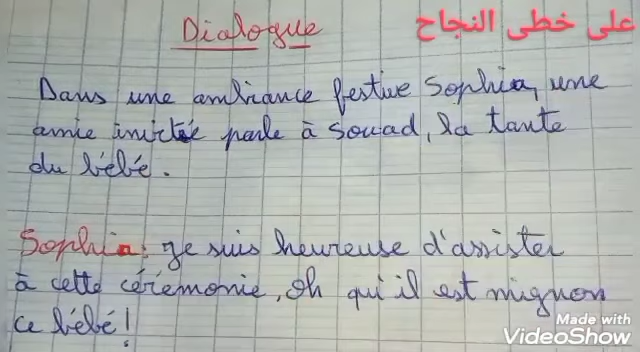 Dialogue
على خطى النجاح
Dans une ambiance festive Sophia, une
amie invitée parle à Souad, la tante
du bébé.
Sophia: je suis heureuse d'assister
à cette cérémonie, oh qu'il est mignon
ce bébé!
Made with
VideoShow